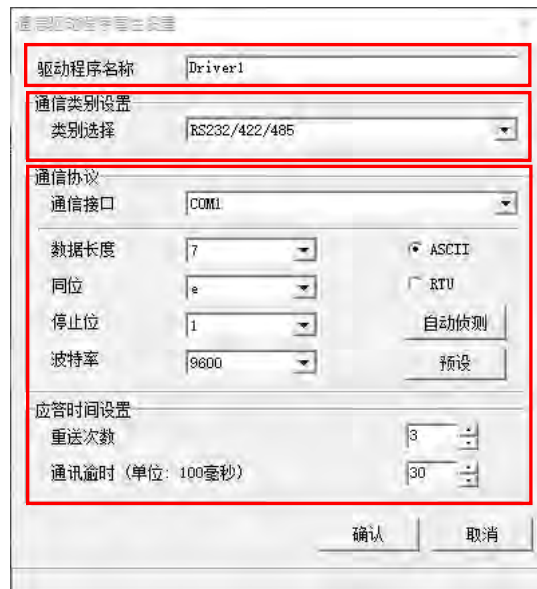 通信驱动程序名称 Driver1
通信类别设置
类别选择 RS232/422/485
通信协议
通信接口 COM1
数据长度 7 ASCII
同位 e RTU
停止位 1 自动侦测
波特率 9600 预设
应答时间设置
重送次数 3
通讯逾时 (单位: 100毫秒) 30
确认 取消